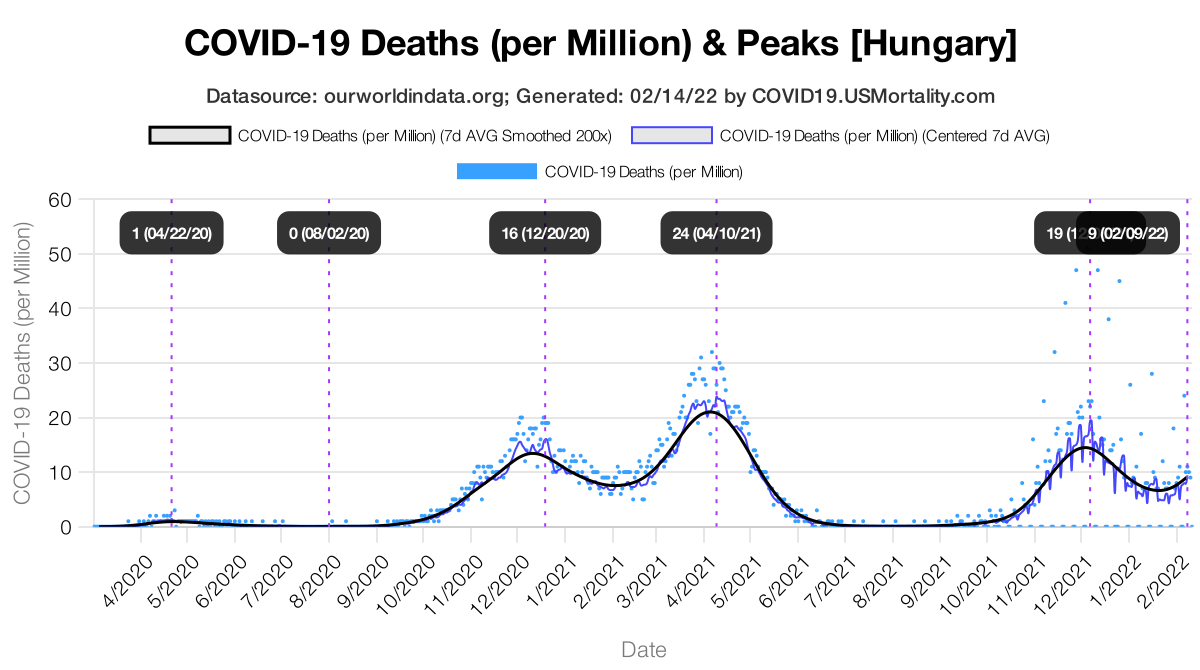 COVID-19 Deaths (per Million) & Peaks [Hungary]
Datasource: ourworldindata.org; Generated: 02/14/22 by COVID19.USMortality.com
COVID-19 Deaths (per Million) (7d AVG Smoothed 200x) COVID-19 Deaths (per Million) (Centered 7d AVG)
COVID-19 Deaths (per Million)
COVID-19 Deaths (per Million)
60
50
40
30
20
10
0
1 (04/22/20) 0 (08/02/20) 16 (12/20/20) 24 (04/10/21) 19 9 (02/09/22)
4/2020 5/2020 6/2020 7/2020 8/2020 9/2020 10/2020 11/2020 12/2020 1/2021 2/2021 3/2021 4/2021 5/2021 6/2021 7/2021 8/2021 9/2021 10/2021 11/2021 12/2021 1/2022 2/2022
Date